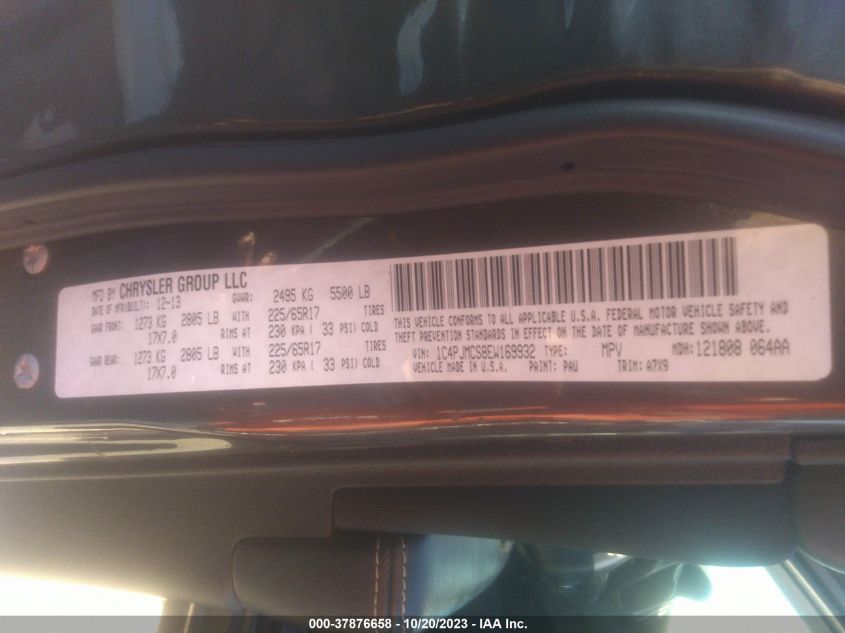 MFD BY CHRYSLER GROUP LLC
DATE OF MFR(BUILT): 12-13 GVWR: 2495 KG 5500 LB
GAWR FRONT: 1273 KG 2805 LB WITH 225/65R17 TIRES
17X7.0 RIMS AT 230 KPA ( 33 PSI) COLD
GAWR REAR: 1273 KG 2805 LB WITH 225/65R17 TIRES
17X7.0 RIMS AT 230 KPA ( 33 PSI) COLD
THIS VEHICLE CONFORMS TO ALL APPLICABLE U.S.A. FEDERAL MOTOR VEHICLE SAFETY AND
THEFT PREVENTION STANDARDS IN EFFECT ON THE DATE OF MANUFACTURE SHOWN ABOVE.
VIN: 1C4PJMCS8EW169932 TYPE: MPV MDH: 121808 064AA
VEHICLE MADE IN U.S.A. PAINT: PAU TRIM: A7X9
000-37876658 - 10/20/2023 - IAA Inc.